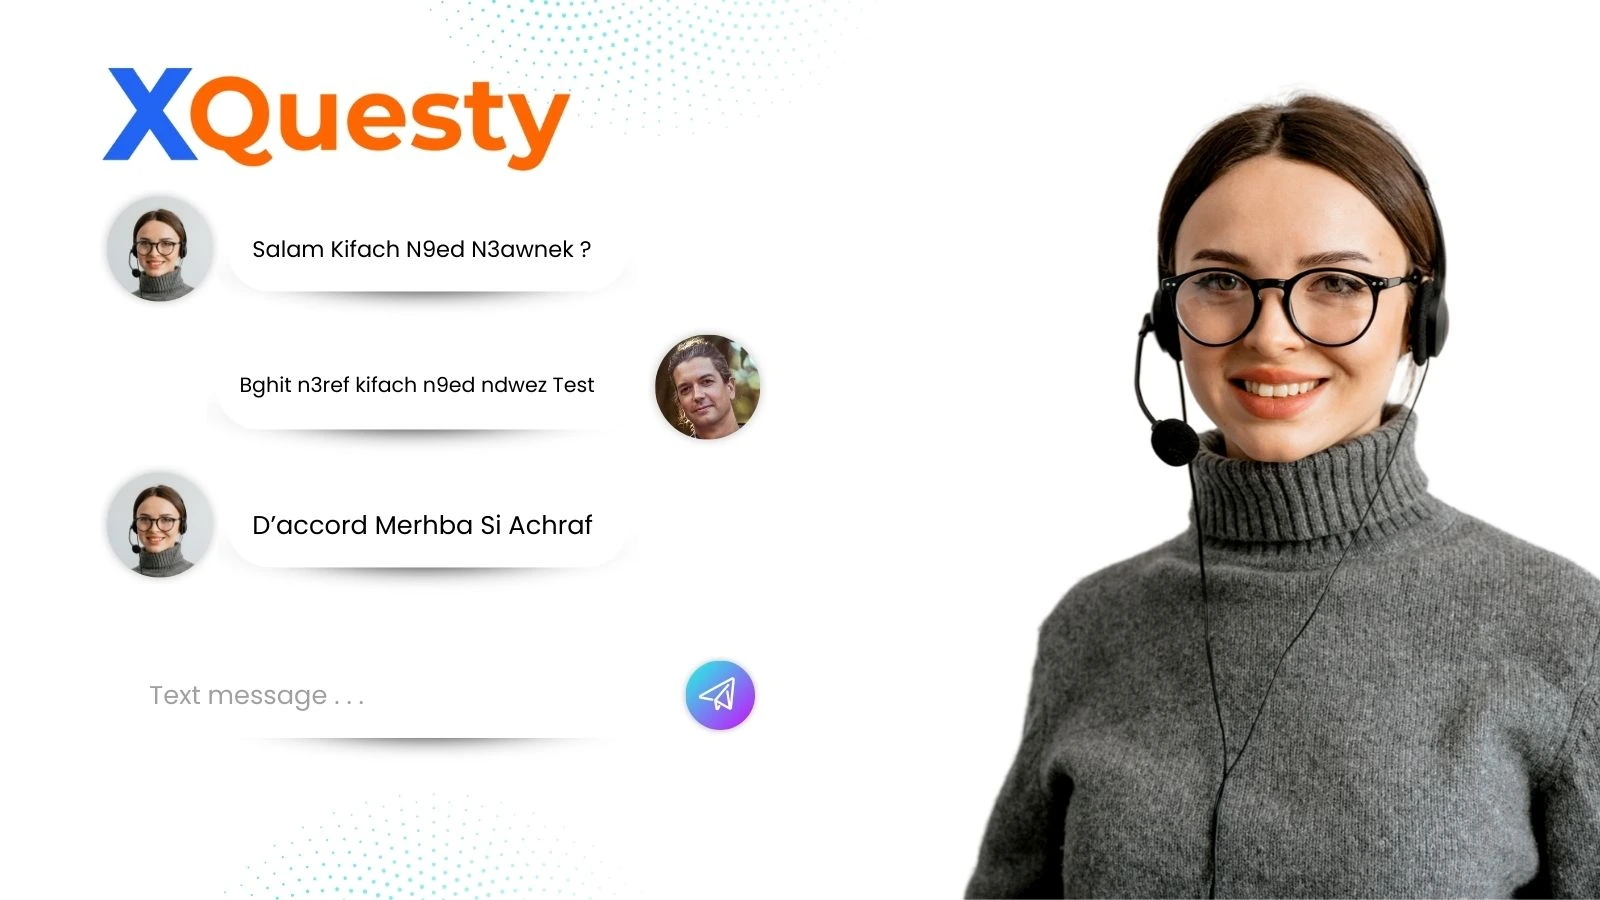 XQuesty
Salam Kifach N9ed N3awnek ?
Bghit n3ref kifach n9ed ndwez Test
D’accord Merhba Si Achraf
Text message . . .